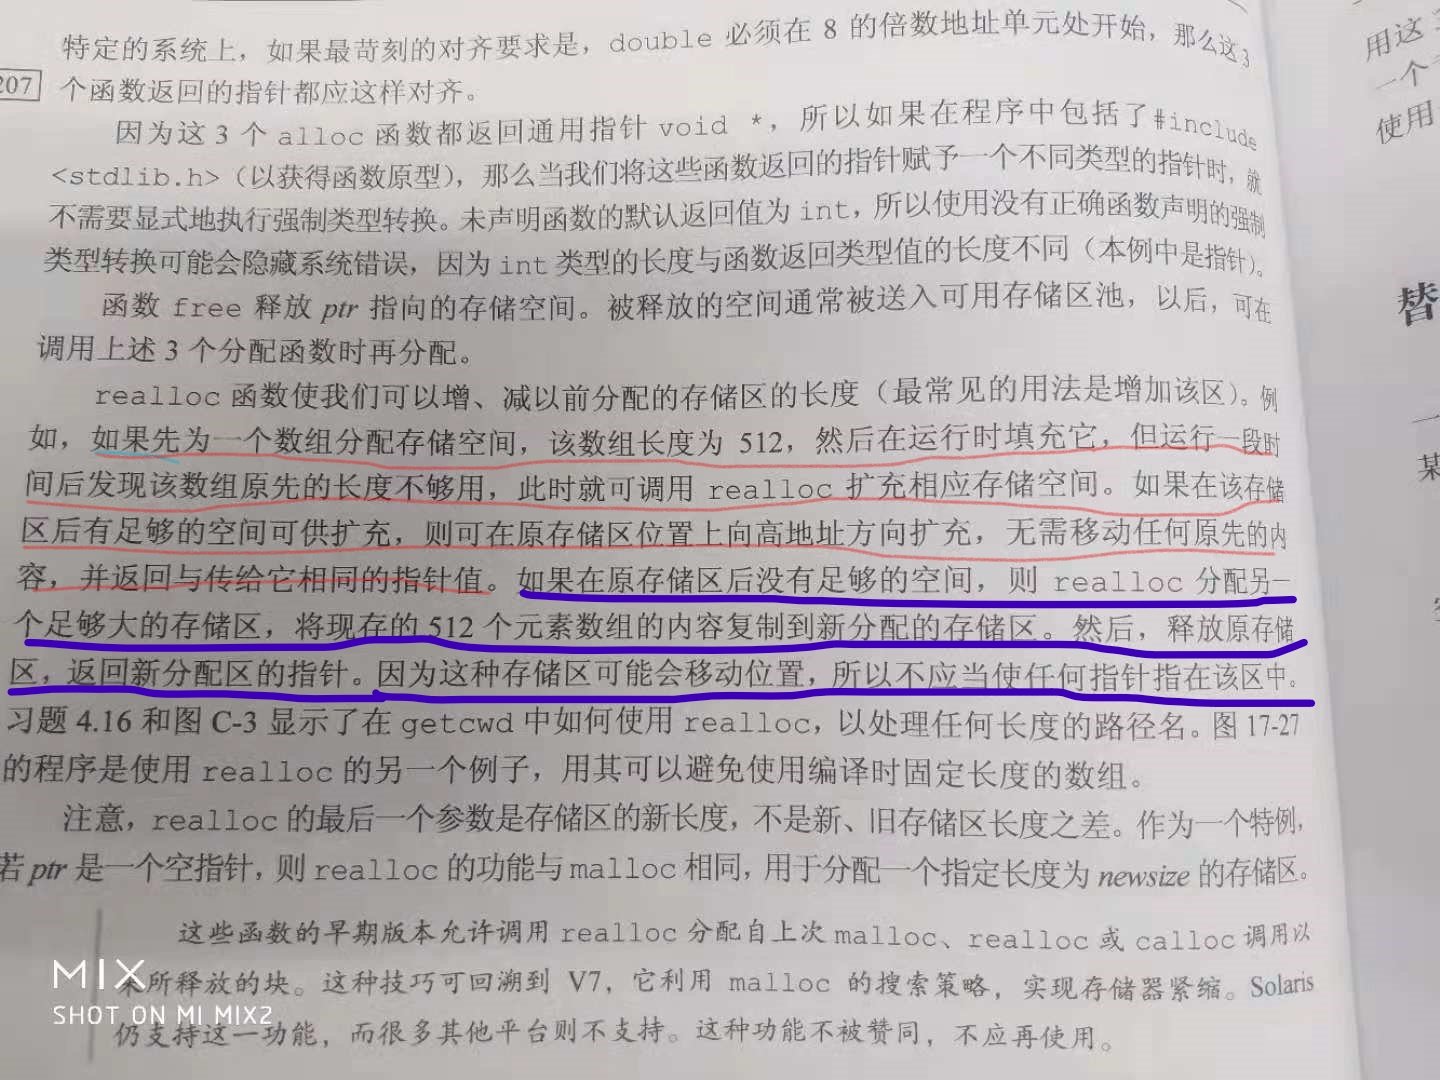 特定的系统上，如果最苛刻的对齐要求是，double 必须在 8 的倍数地址单元处开始，那么这 3
207
个函数返回的指针都应这样对齐。
因为这 3 个 alloc 函数都返回通用指针 void *，所以如果在程序中包括了#include
<stdlib.h>（以获得函数原型），那么当我们将这些函数返回的指针赋予一个不同类型的指针时，就
不需要显式地执行强制类型转换。未声明函数的默认返回值为 int，所以使用没有正确函数声明的强制
类型转换可能会隐藏系统错误，因为 int 类型的长度与函数返回类型值的长度不同（本例中是指针）。
函数 free 释放 ptr 指向的存储空间。被释放的空间通常被送入可用存储区池，以后，可在
调用上述 3 个分配函数时再分配。
realloc 函数使我们可以增、减以前分配的存储区的长度（最常见的用法是增加该区）。例
如，如果先为一个数组分配存储空间，该数组长度为 512，然后在运行时填充它，但运行一段时
间后发现该数组原先的长度不够用，此时就可调用 realloc 扩充相应存储空间。如果在该存储
区后有足够的空间可供扩充，则可在原存储区位置上向高地址方向扩充，无需移动任何原先的内
容，并返回与传给它相同的指针值。如果在原存储区后没有足够的空间，则 realloc 分配另一
个足够大的存储区，将现存的 512 个元素数组的内容复制到新分配的存储区。然后，释放原存储
区，返回新分配区的指针。因为这种存储区可能会移动位置，所以不应当使任何指针指在该区中。
习题 4.16 和图 C-3 显示了在 getcwd 中如何使用 realloc，以处理任何长度的路径名。图 17-27
的程序是使用 realloc 的另一个例子，用其可以避免使用编译时固定长度的数组。
注意，realloc 的最后一个参数是存储区的新长度，不是新、旧存储区长度之差。作为一个特例，
若 ptr 是一个空指针，则 realloc 的功能与 malloc 相同，用于分配一个指定长度为 newsize 的存储区。
这些函数的早期版本允许调用 realloc 分配自上次 malloc、realloc 或 calloc 调用以
来所释放的块。这种技巧可回溯到 V7，它利用 malloc 的搜索策略，实现存储器紧缩。Solaris
仍支持这一功能，而很多其他平台则不支持。这种功能不被赞同，不应再使用。
MIX
SHOT ON MI MIX2
用这
一个
使用
替
一
某